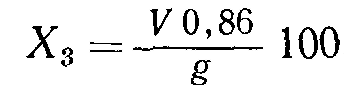 X₃ = V 0,86 / g 100